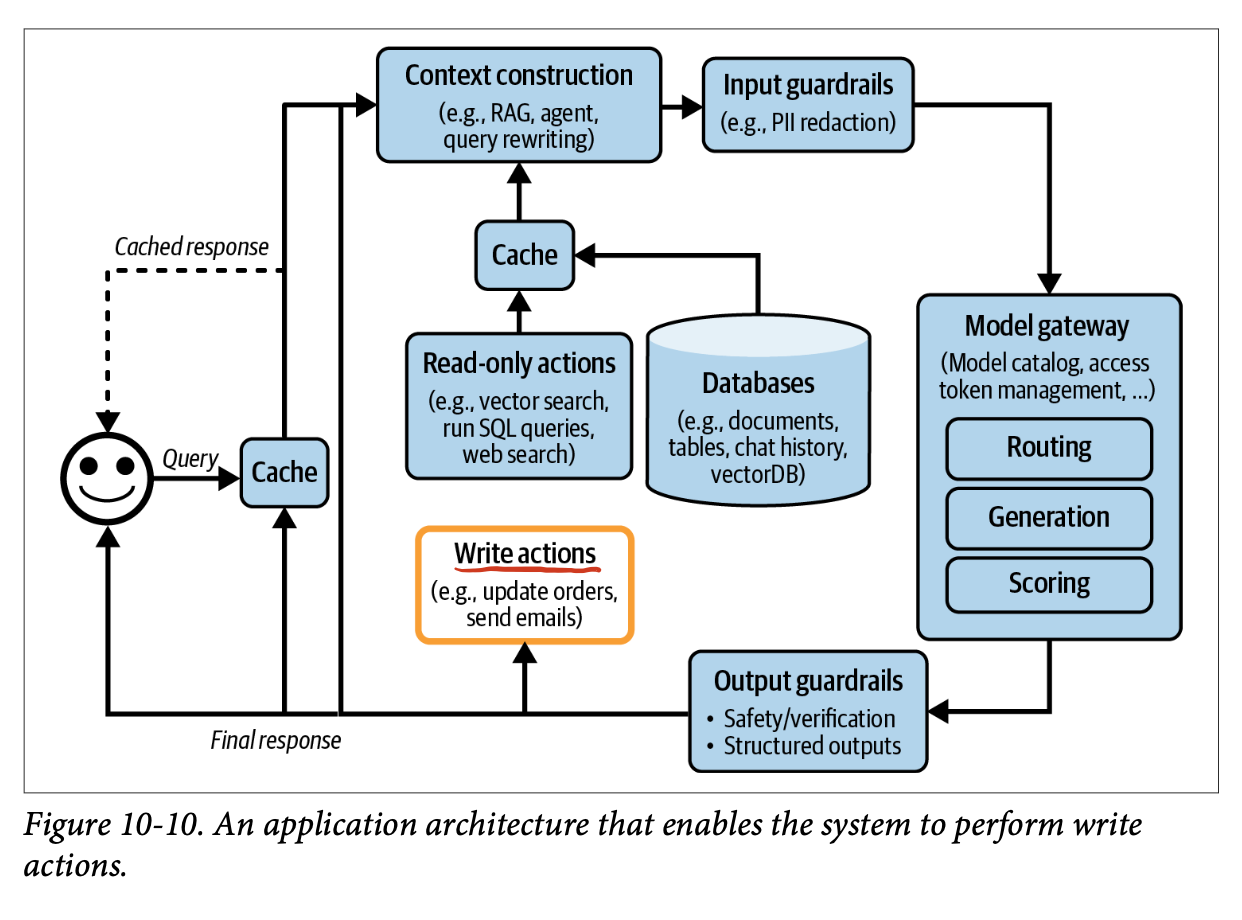 Context construction
(e.g., RAG, agent,
query rewriting)
Input guardrails
(e.g., PII redaction)
Cached response
Cache
Read-only actions
(e.g., vector search,
run SQL queries,
web search)
Databases
(e.g., documents,
tables, chat history,
vectorDB)
Model gateway
(Model catalog, access
token management, ...)
Routing
Generation
Scoring
Query
Cache
Write actions
(e.g., update orders,
send emails)
Output guardrails
• Safety/verification
• Structured outputs
Final response
Figure 10-10. An application architecture that enables the system to perform write
actions.